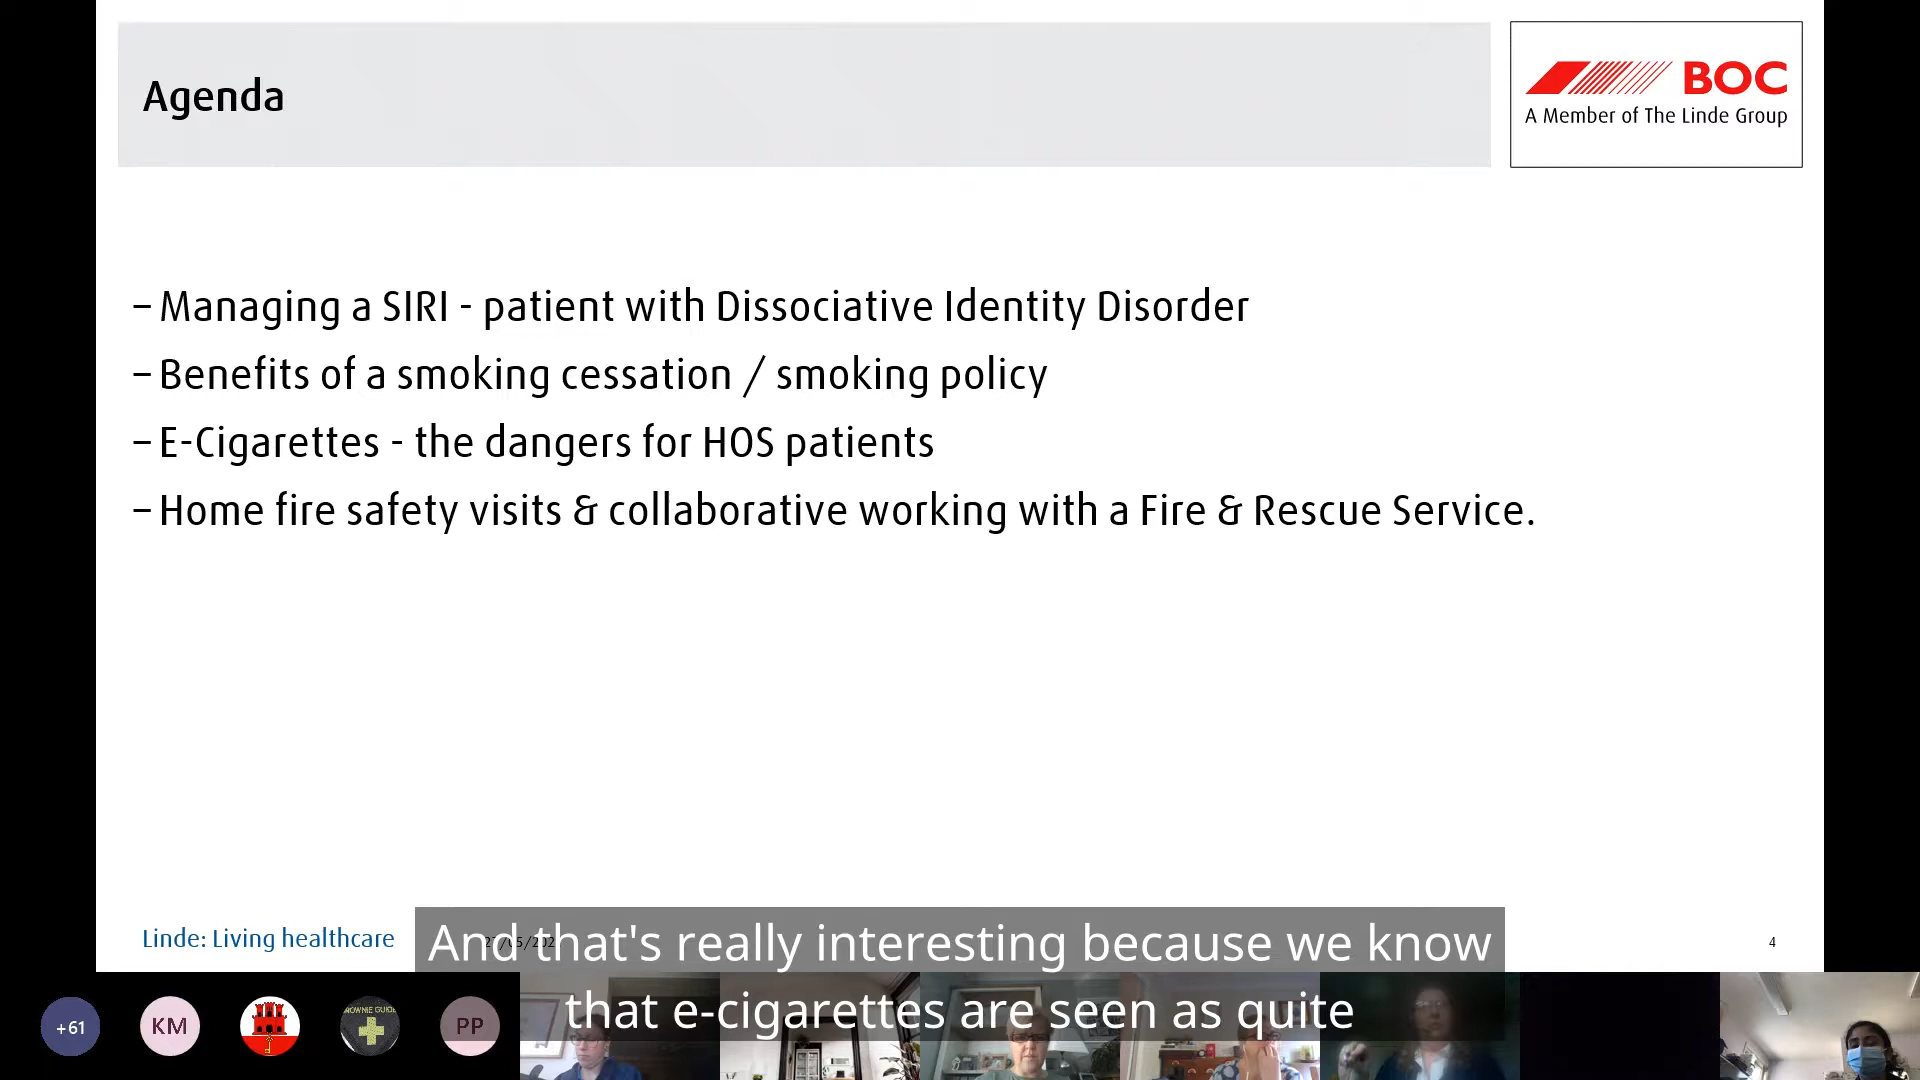 Agenda
BOC
A Member of The Linde Group
– Managing a SIRI - patient with Dissociative Identity Disorder
– Benefits of a smoking cessation / smoking policy
– E-Cigarettes - the dangers for HOS patients
– Home fire safety visits & collaborative working with a Fire & Rescue Service.
Linde: Living healthcare
4
And that's really interesting because we know
that e-cigarettes are seen as quite
+61
KM
PP